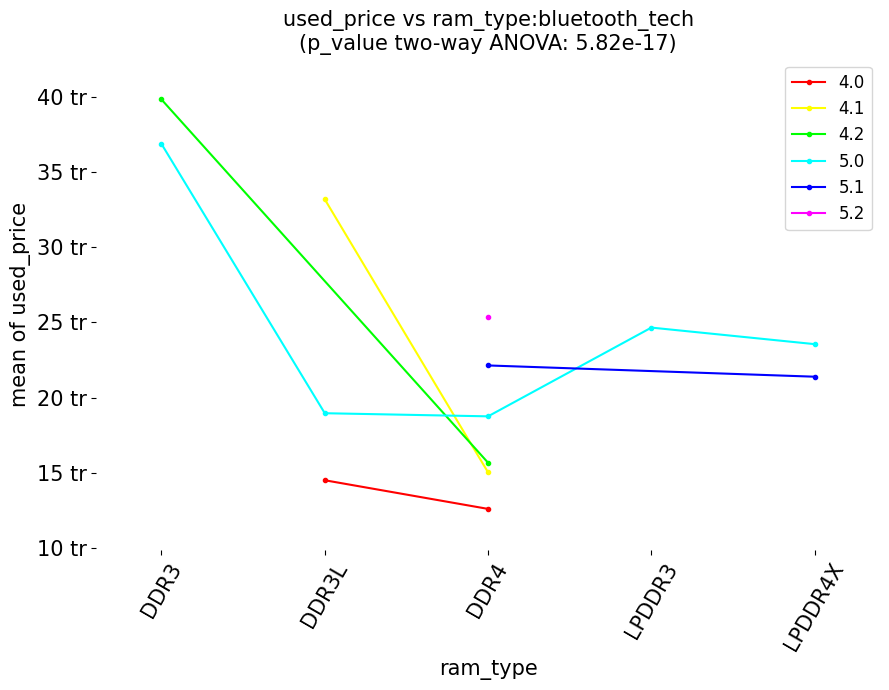 used_price vs ram_type:bluetooth_tech
(p_value two-way ANOVA: 5.82e-17)
4.0
4.1
4.2
5.0
5.1
5.2
40 tr
35 tr
30 tr
25 tr
20 tr
15 tr
10 tr
mean of used_price
DDR3
DDR3L
DDR4
LPDDR3
LPDDR4X
ram_type